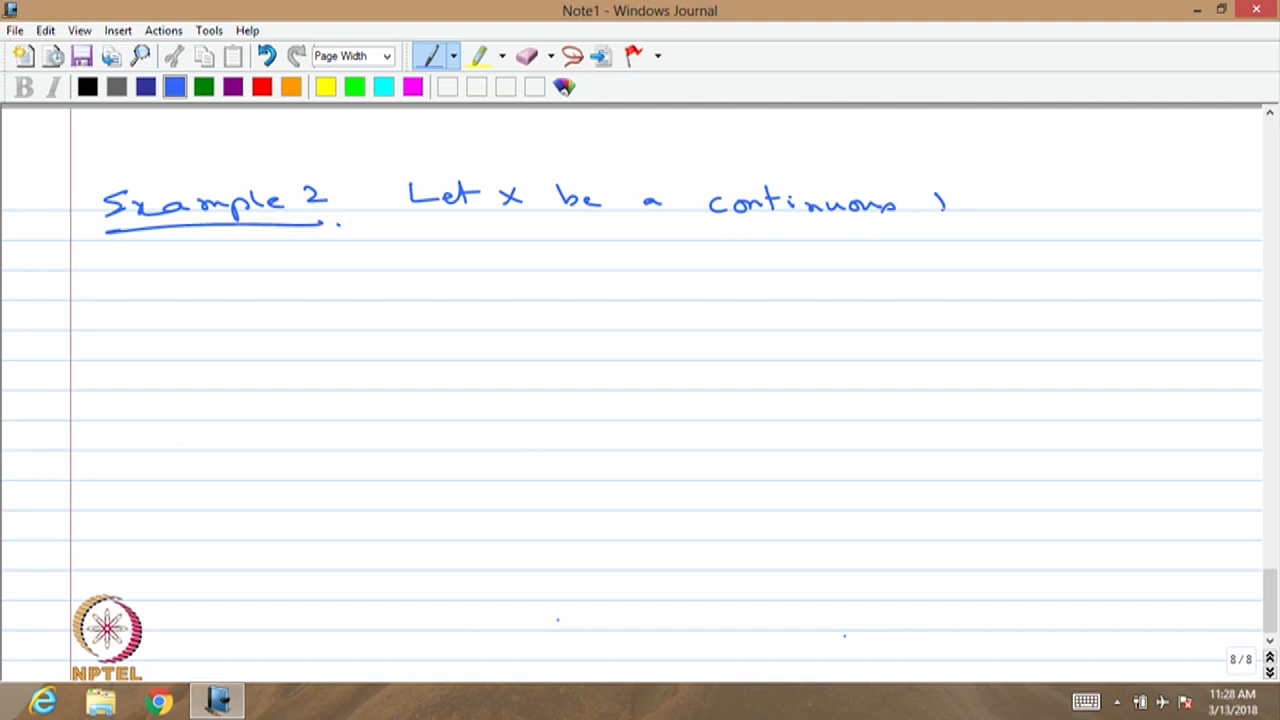 Note1 - Windows Journal
File Edit View Insert Actions Tools Help
Page Width
B I
Example 2. Let X be a continuous
NPTEL
8 / 8
11:28 AM
3/13/2018